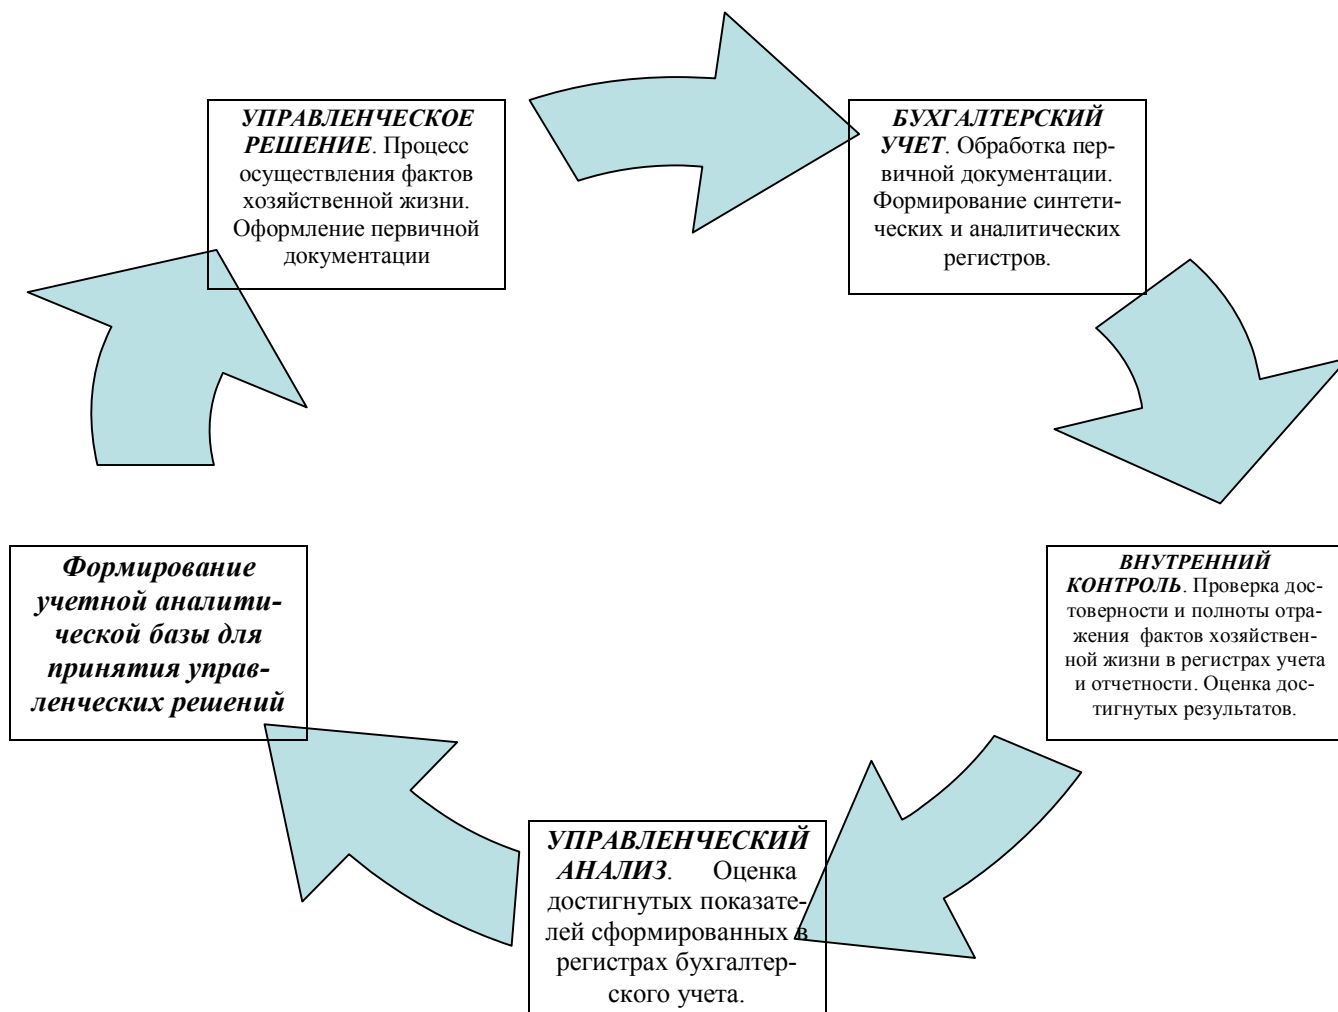 УПРАВЛЕНЧЕСКОЕ
РЕШЕНИЕ. Процесс
осуществления фактов
хозяйственной жизни.
Оформление первичной
документации
БУХГАЛТЕРСКИЙ
УЧЕТ. Обработка пер-
вичной документации.
Формирование синтети-
ческих и аналитических
регистров.
ВНУТРЕННИЙ
КОНТРОЛЬ. Проверка дос-
товерности и полноты отра-
жения фактов хозяйствен-
ной жизни в регистрах учета
и отчетности. Оценка дос-
тигнутых результатов.
УПРАВЛЕНЧЕСКИЙ
АНАЛИЗ. Оценка
достигнутых показате-
лей сформированных в
регистрах бухгалтер-
ского учета.
Формирование
учетной аналити-
ческой базы для
принятия управ-
ленческих решений